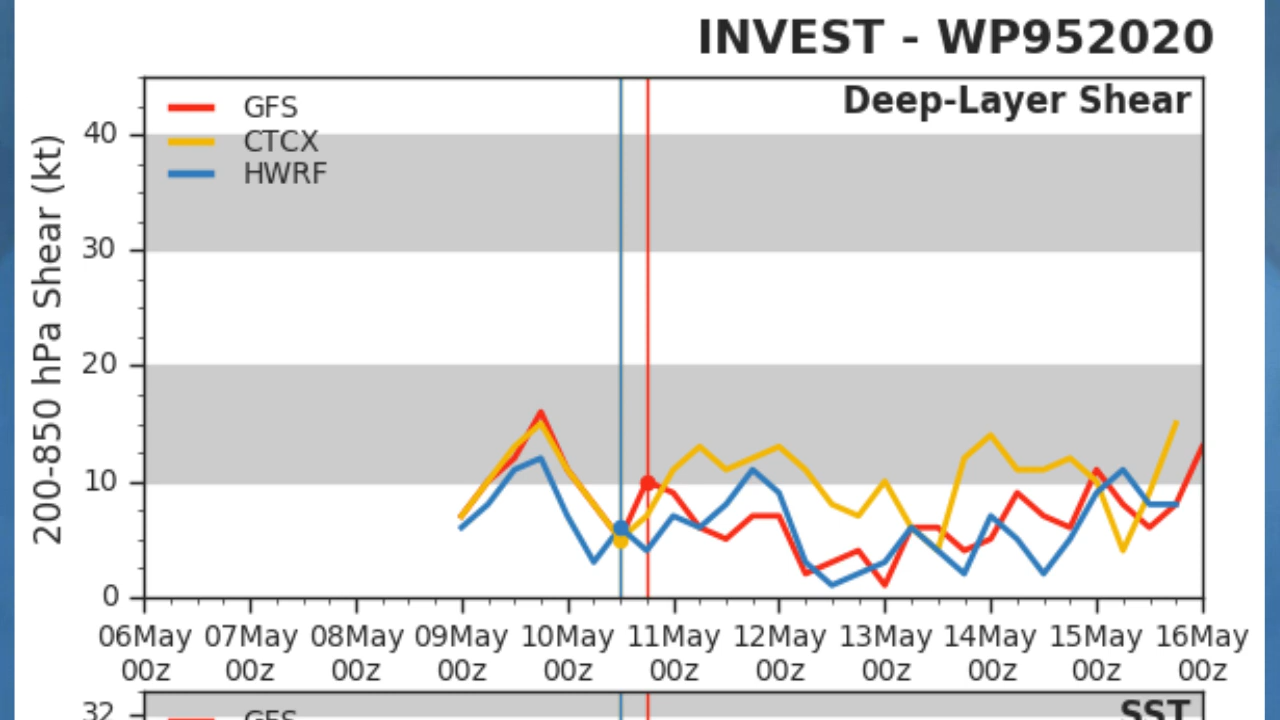 INVEST - WP952020
Deep-Layer Shear
GFS
CTCX
HWRF
200-850 hPa Shear (kt)
40
30
20
10
0
06May 07May 08May 09May 10May 11May 12May 13May 14May 15May 16May
00z 00z 00z 00z 00z 00z 00z 00z 00z 00z 00z
32
GFS
SST